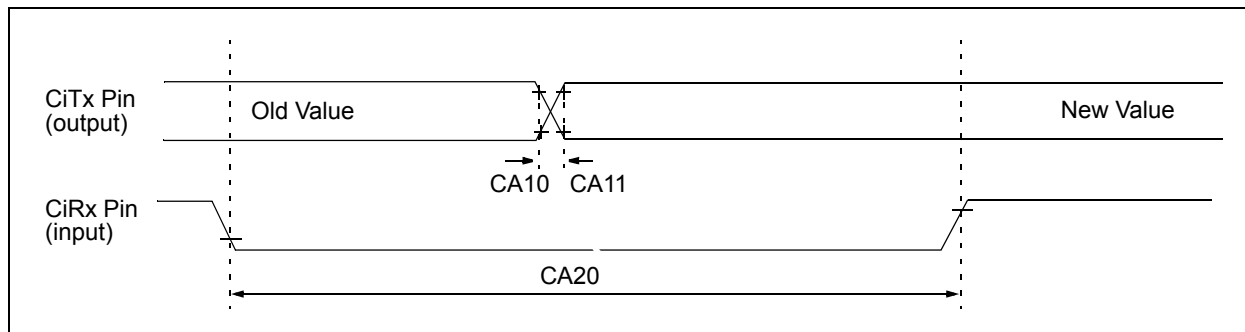 CiTx Pin
(output)
Old Value
New Value
CA10 CA11
CiRx Pin
(input)
CA20